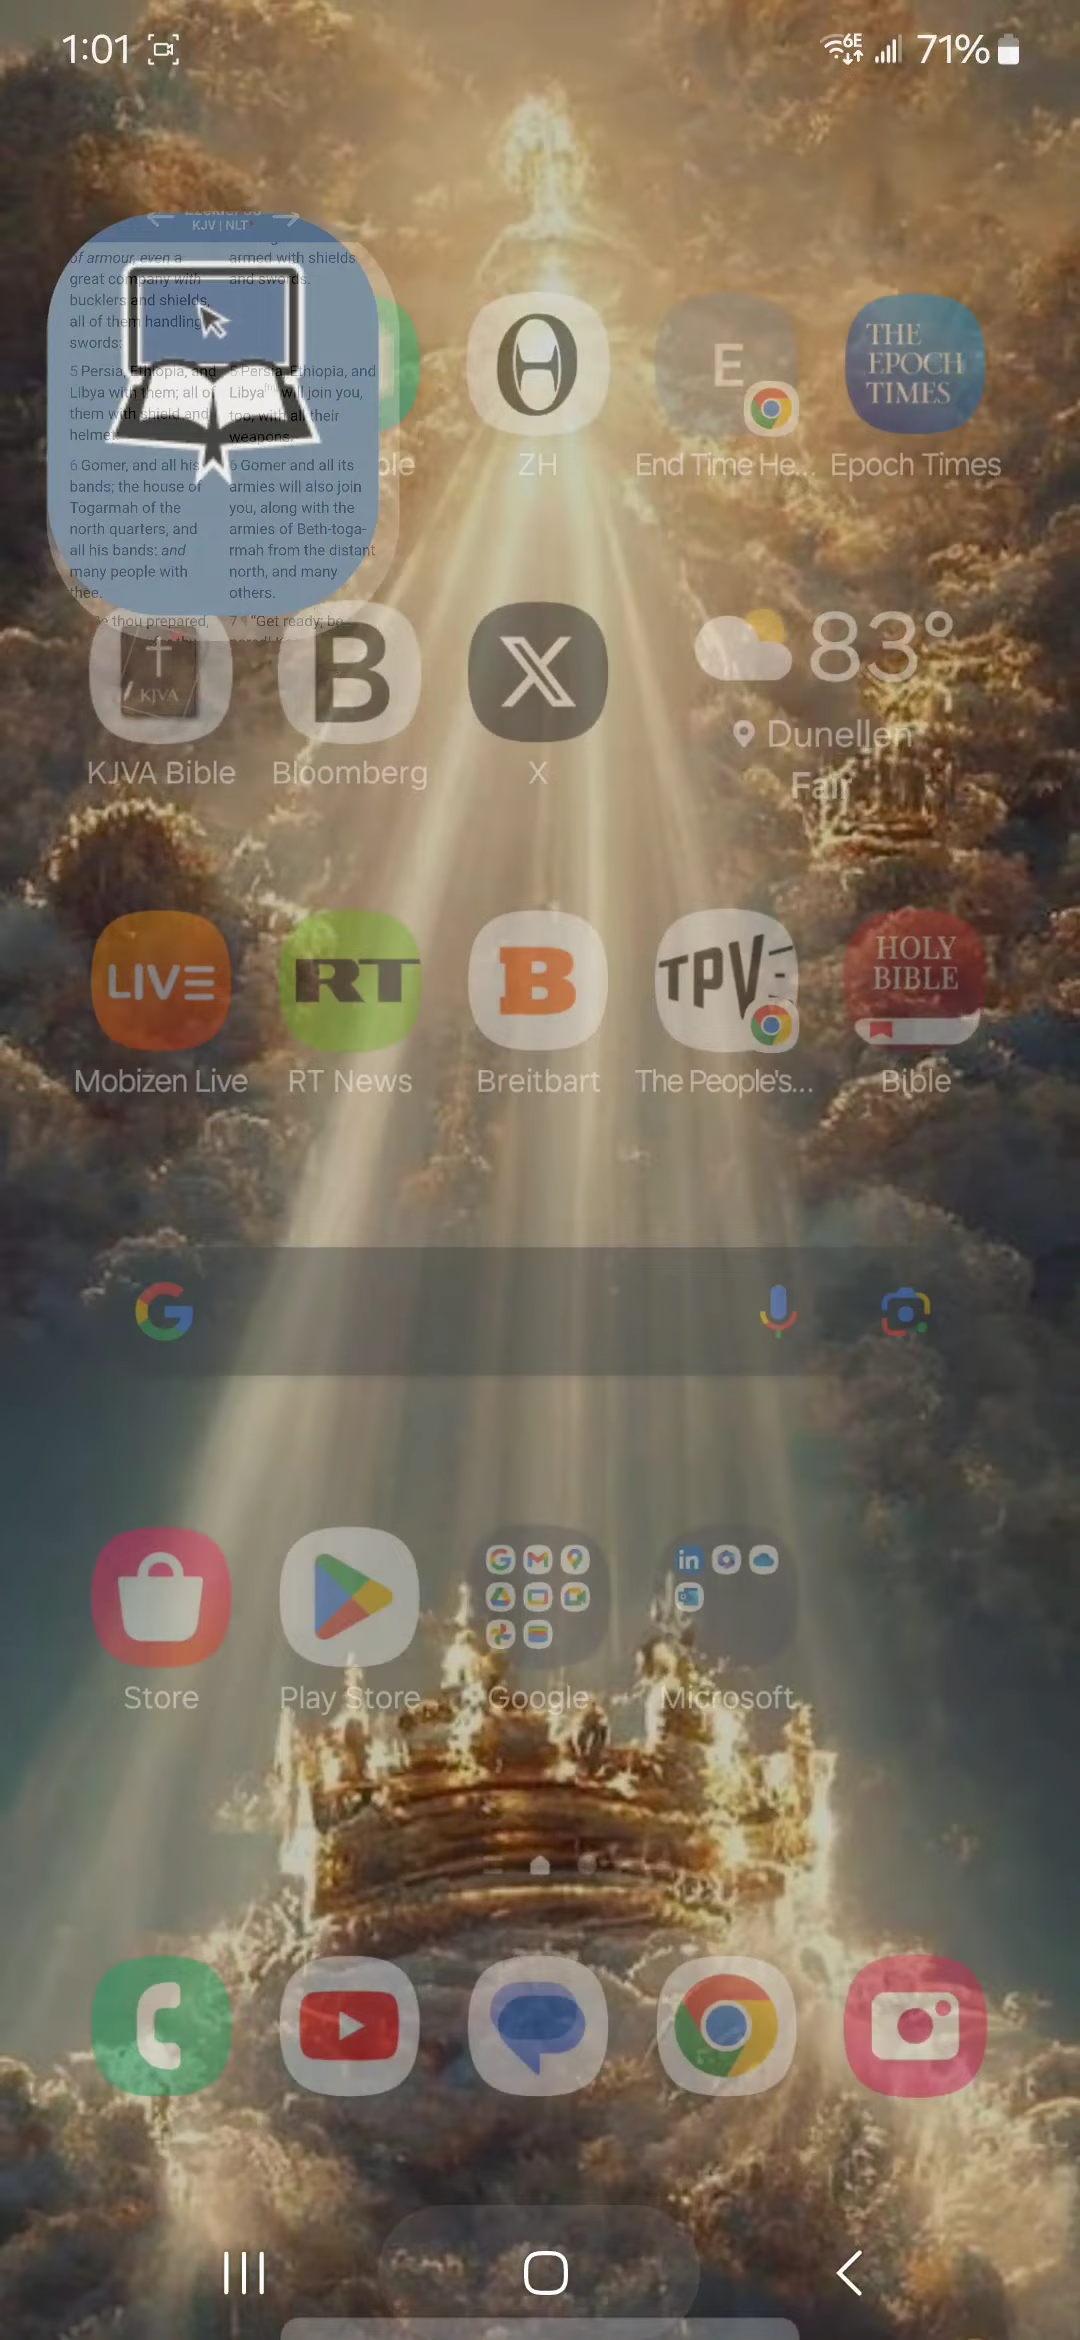 1:01
6E
71%
KJV | NLT
of armour, even a
great company with
bucklers and shields,
all of them handling
swords:
5 Persia, Ethiopia, and
Libya with them; all of
them with shield and
helmet:
6 Gomer, and all his
bands; the house of
Togarmah of the
north quarters, and
all his bands: and
many people with
thee.
thou prepared,
armed with shields
and swords.
5 Persia, Ethiopia, and
Libya will join you,
too, with all their
weapons.
6 Gomer and all its
armies will also join
you, along with the
armies of Beth-toga-
rmah from the distant
north, and many
others.
7 "Get ready; be
ZH
E
End Time He...
THE
EPOCH
TIMES
Epoch Times
KJVA
KJVA Bible
B
Bloomberg
X
X
83°
Dunellen
Fair
LIVE
Mobizen Live
RT
RT News
B
Breitbart
TPV
The People's...
HOLY
BIBLE
Bible
G
Store
Play Store
Google
in
Microsoft